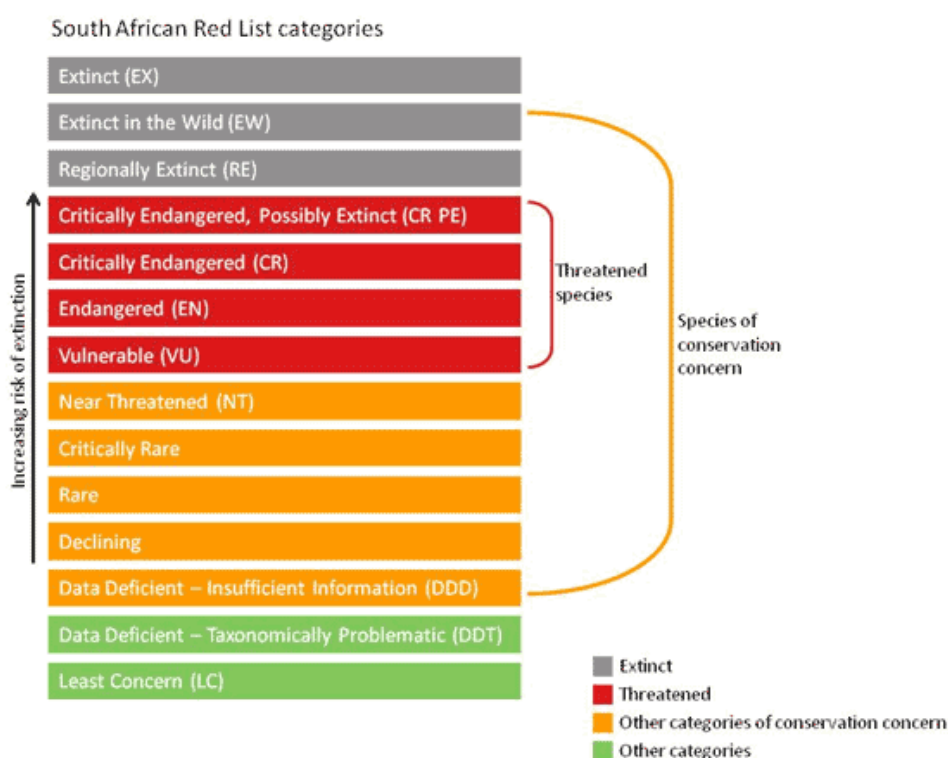 South African Red List categories
Extinct (EX)
Extinct in the Wild (EW)
Regionally Extinct (RE)
Critically Endangered, Possibly Extinct (CR PE)
Critically Endangered (CR)
Endangered (EN)
Vulnerable (VU)
Near Threatened (NT)
Critically Rare
Rare
Declining
Data Deficient – Insufficient Information (DDD)
Data Deficient – Taxonomically Problematic (DDT)
Least Concern (LC)
Increasing risk of extinction
Threatened
species
Species of
conservation
concern
Extinct
Threatened
Other categories of conservation concern
Other categories